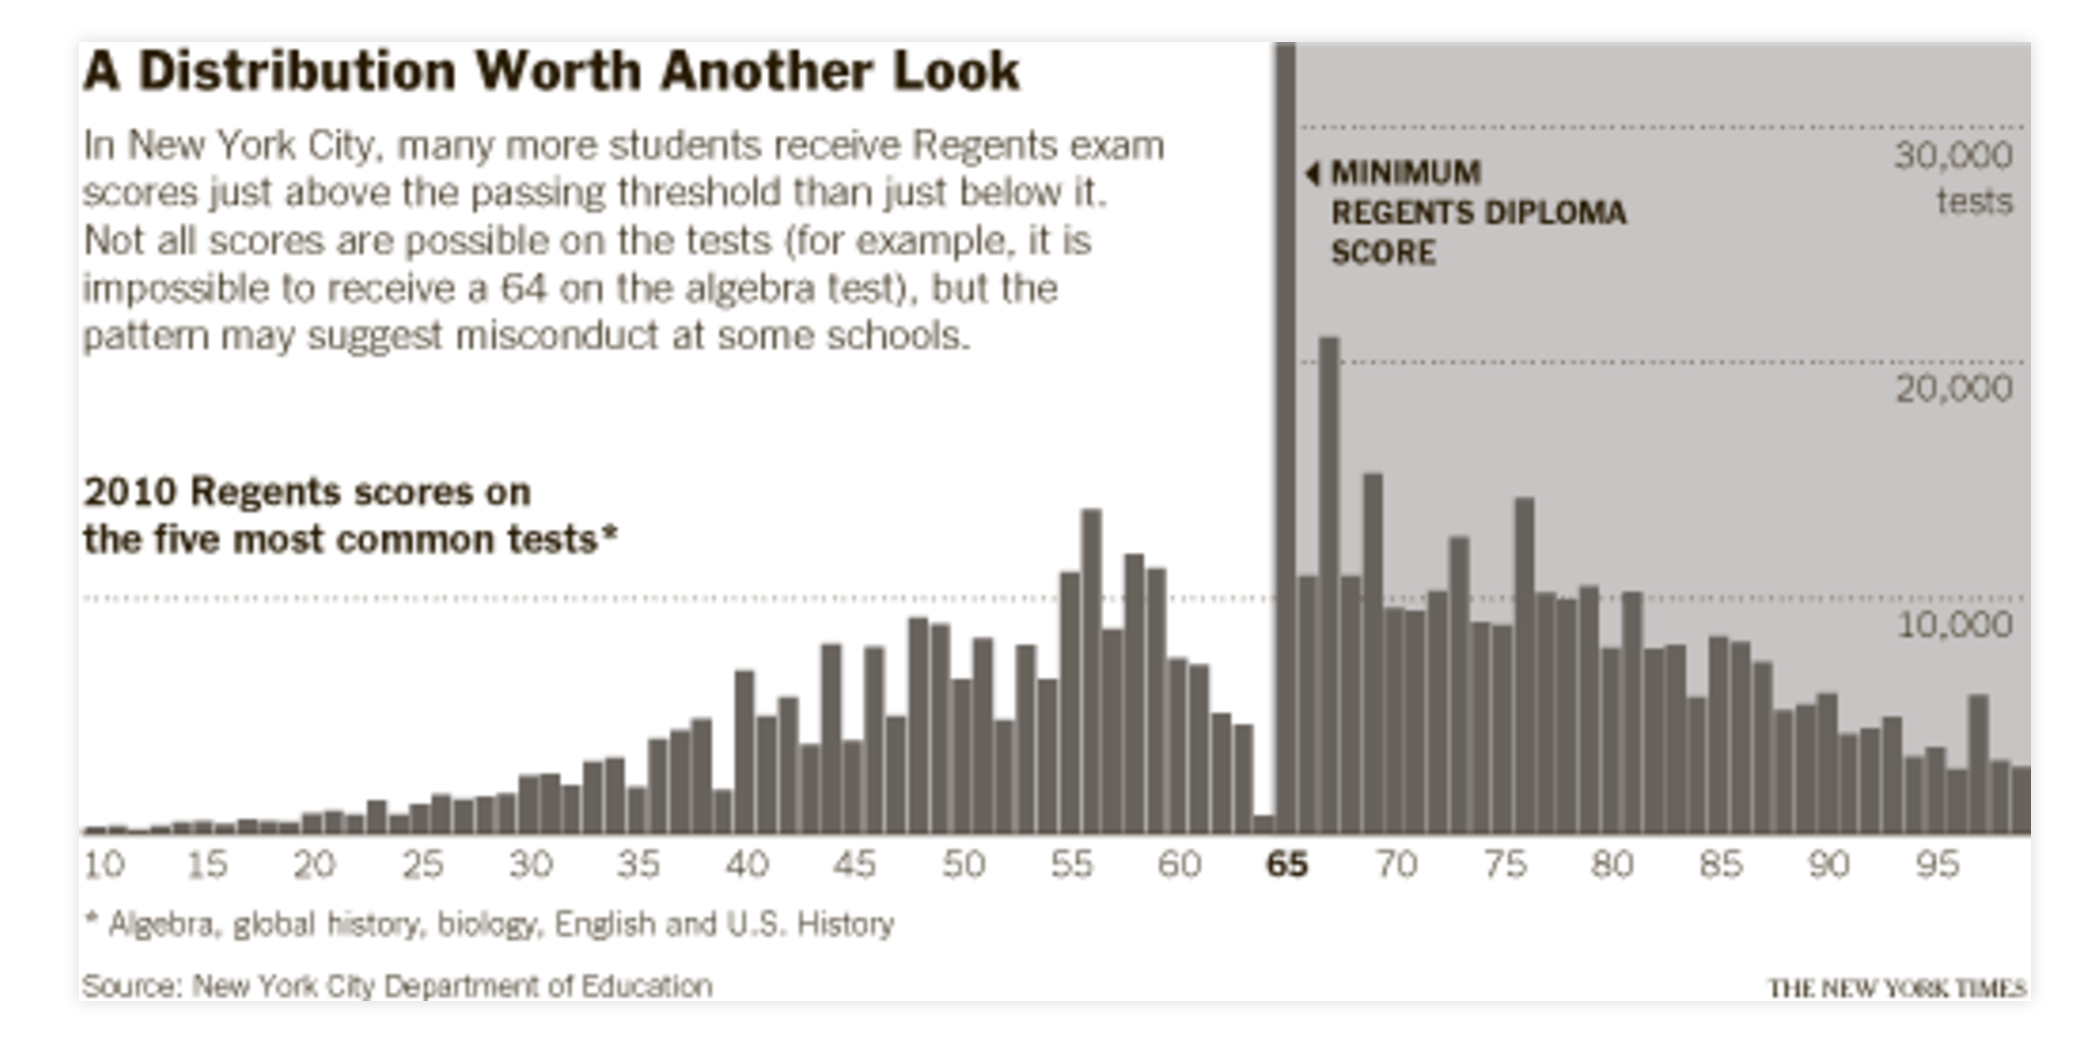 A Distribution Worth Another Look
In New York City, many more students receive Regents exam
scores just above the passing threshold than just below it.
Not all scores are possible on the tests (for example, it is
impossible to receive a 64 on the algebra test), but the
pattern may suggest misconduct at some schools.
30,000
tests
MINIMUM
REGENTS DIPLOMA
SCORE
20,000
2010 Regents scores on
the five most common tests*
10,000
10 15 20 25 30 35 40 45 50 55 60 65 70 75 80 85 90 95
* Algebra, global history, biology, English and U.S. History
Source: New York City Department of Education
THE NEW YORK TIMES